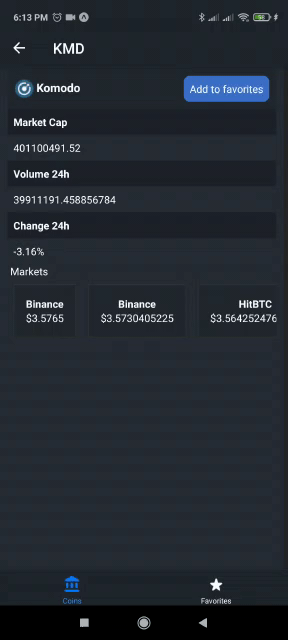 6:13 PM
KMD
Komodo
Add to favorites
Market Cap
401100491.52
Volume 24h
39911191.458856784
Change 24h
-3.16%
Markets
Binance
$3.5765
Binance
$3.5730405225
HitBTC
$3.564252476
Coins
Favorites